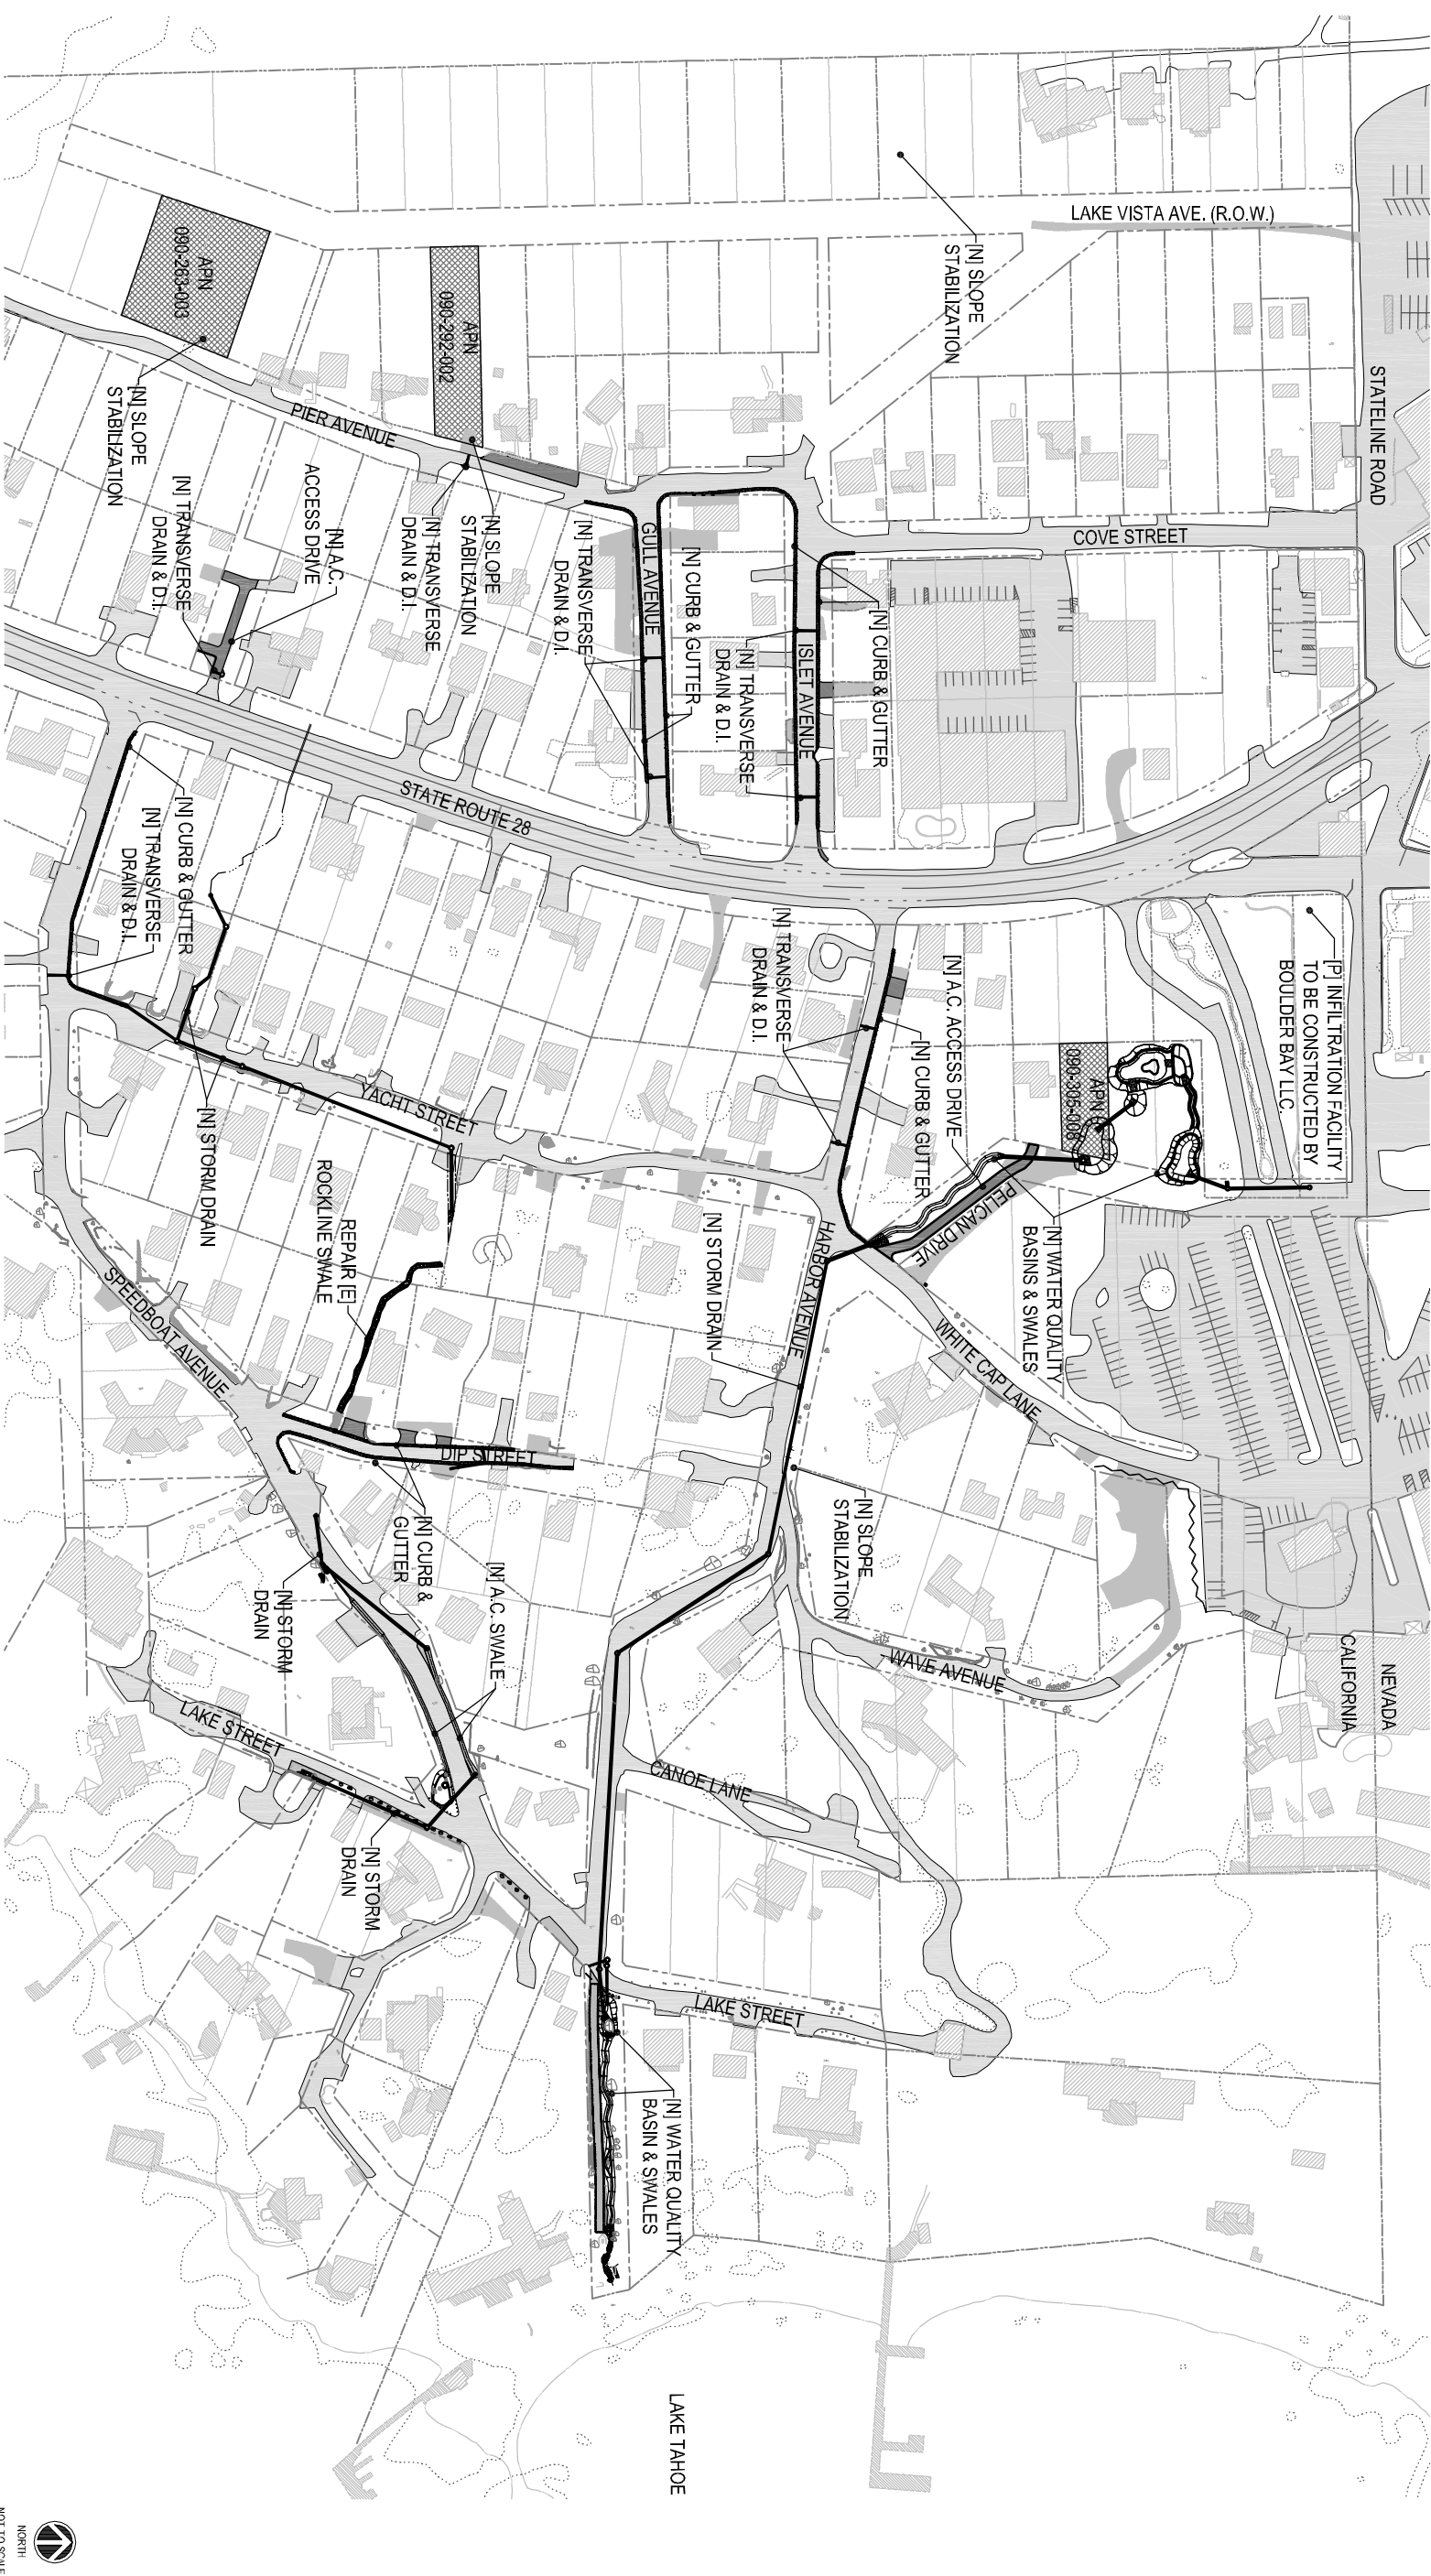 LAKE VISTA AVE. (R.O.W.)
[N] SLOPE
STABILIZATION
APN
090-263-003
APN
090-292-002
STATELINE ROAD
[N] SLOPE
STABILIZATION
PIER AVENUE
COVE STREET
[N] TRANSVERSE
DRAIN & D.I.
[N] A.C.
ACCESS DRIVE
[N] TRANSVERSE
DRAIN & D.I.
[N] SLOPE
STABILIZATION
[N] TRANSVERSE
DRAIN & D.I.
GULL AVENUE
[N] CURB & GUTTER
[N] TRANSVERSE
DRAIN & D.I.
ISLET AVENUE
[N] CURB & GUTTER
STATE ROUTE 28
[N] CURB & GUTTER
[N] TRANSVERSE
DRAIN & D.I.
[N] TRANSVERSE
DRAIN & D.I.
[N] A.C. ACCESS DRIVE
[N] CURB & GUTTER
[P] INFILTRATION FACILITY
TO BE CONSTRUCTED BY
BOULDER BAY LLC.
APN
090-305-008
PELICAN DRIVE
[N] WATER QUALITY
BASINS & SWALES
YACHT STREET
[N] STORM DRAIN
REPAIR [E]
ROCKLINE SWALE
[N] STORM DRAIN
HARBOR AVENUE
WHITE CAP LANE
SPEEDBOAT AVENUE
DIP STREET
[N] CURB &
GUTTER
[N] SLOPE
STABILIZATION
[N] A.C. SWALE
[N] STORM
DRAIN
WAVE AVENUE
NEVADA
CALIFORNIA
LAKE STREET
CANOE LANE
[N] STORM
DRAIN
LAKE STREET
[N] WATER QUALITY
BASIN & SWALES
LAKE TAHOE
NORTH
NOT TO SCALE